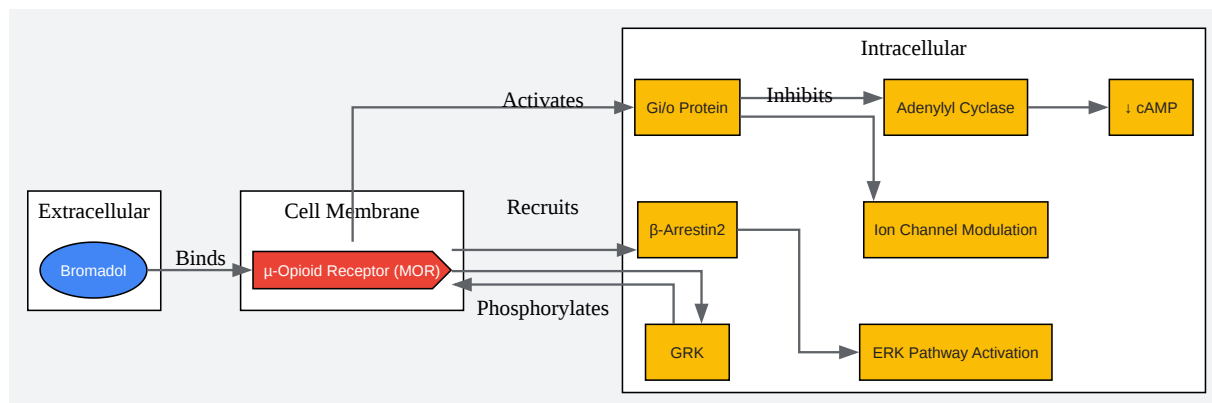 Intracellular
Activates
Gi/o Protein
Inhibits
Adenylyl Cyclase
↓ cAMP
Extracellular
Cell Membrane
Recruits
β-Arrestin2
Ion Channel Modulation
Bromadol
Binds
µ-Opioid Receptor (MOR)
Phosphorylates
GRK
ERK Pathway Activation